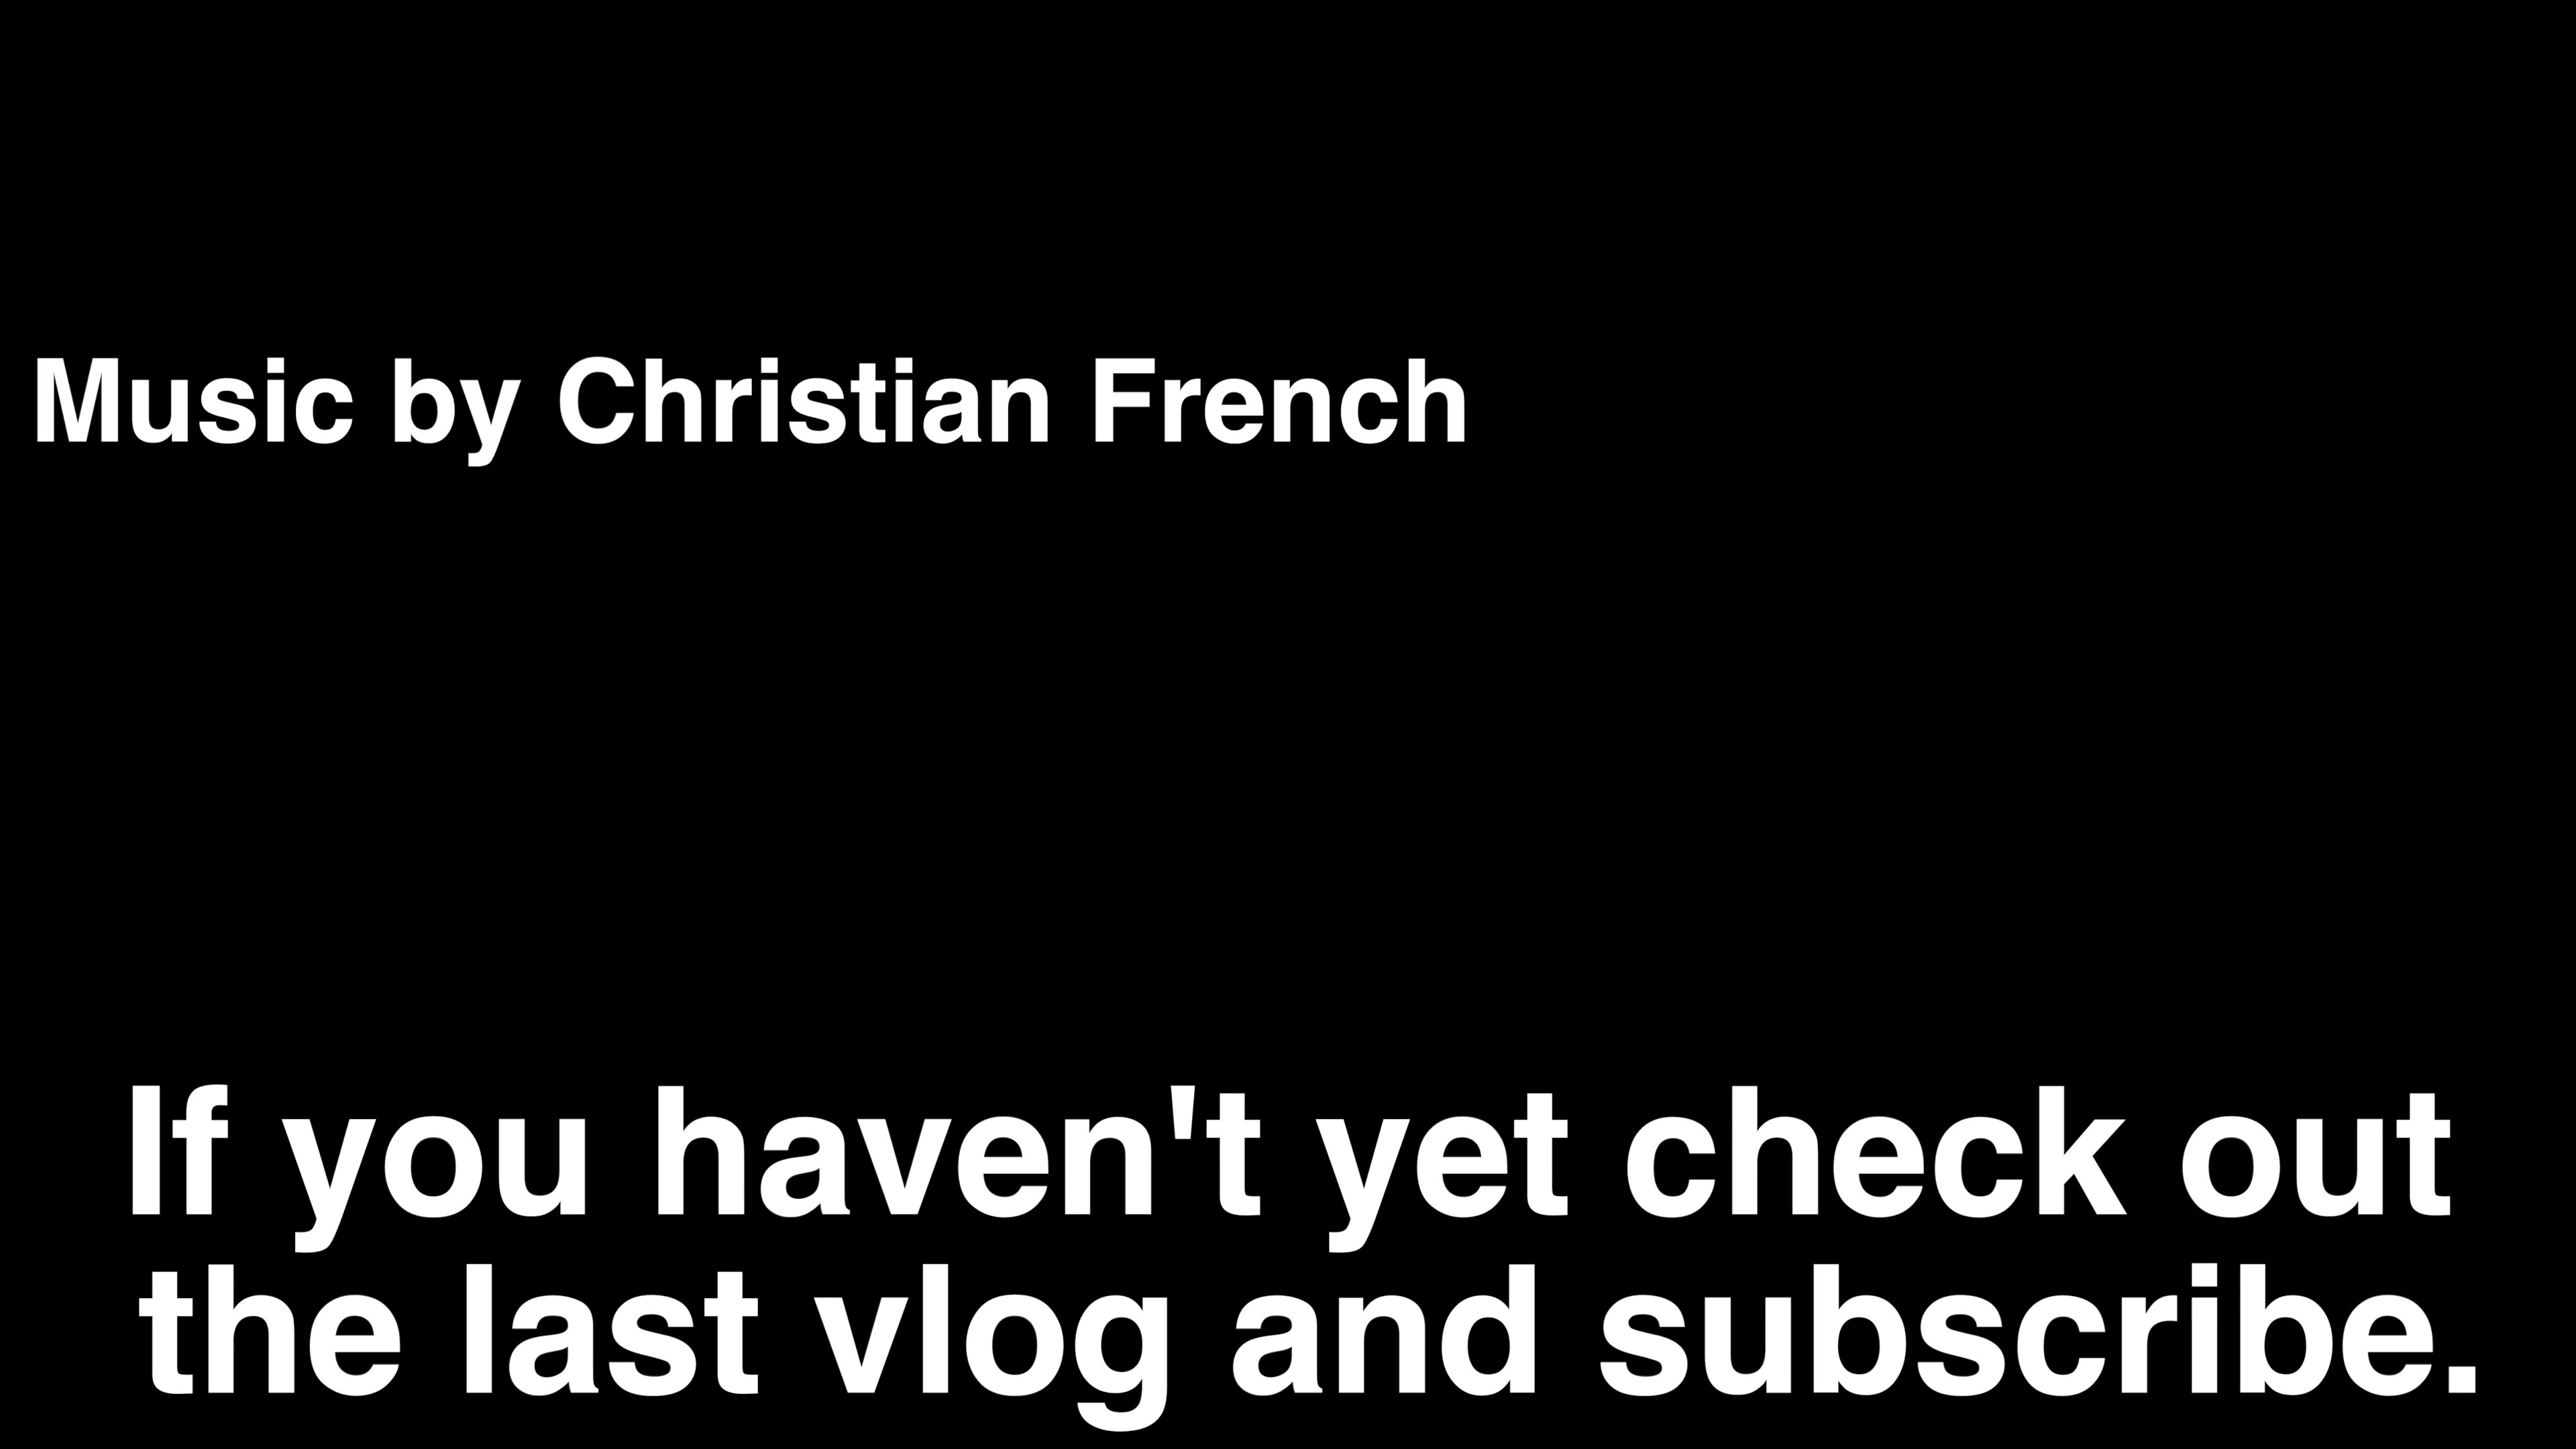 Music by Christian French
If you haven't yet check out
the last vlog and subscribe.